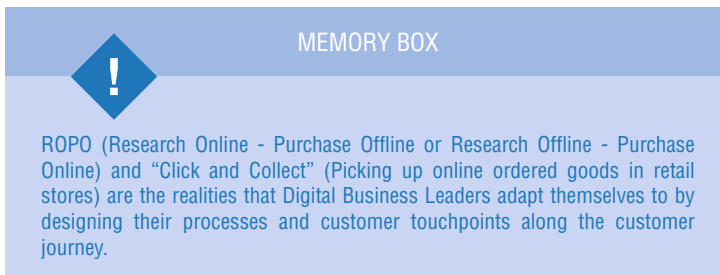 MEMORY BOX
!
ROPO (Research Online - Purchase Offline or Research Offline - Purchase
Online) and “Click and Collect” (Picking up online ordered goods in retail
stores) are the realities that Digital Business Leaders adapt themselves to by
designing their processes and customer touchpoints along the customer
journey.